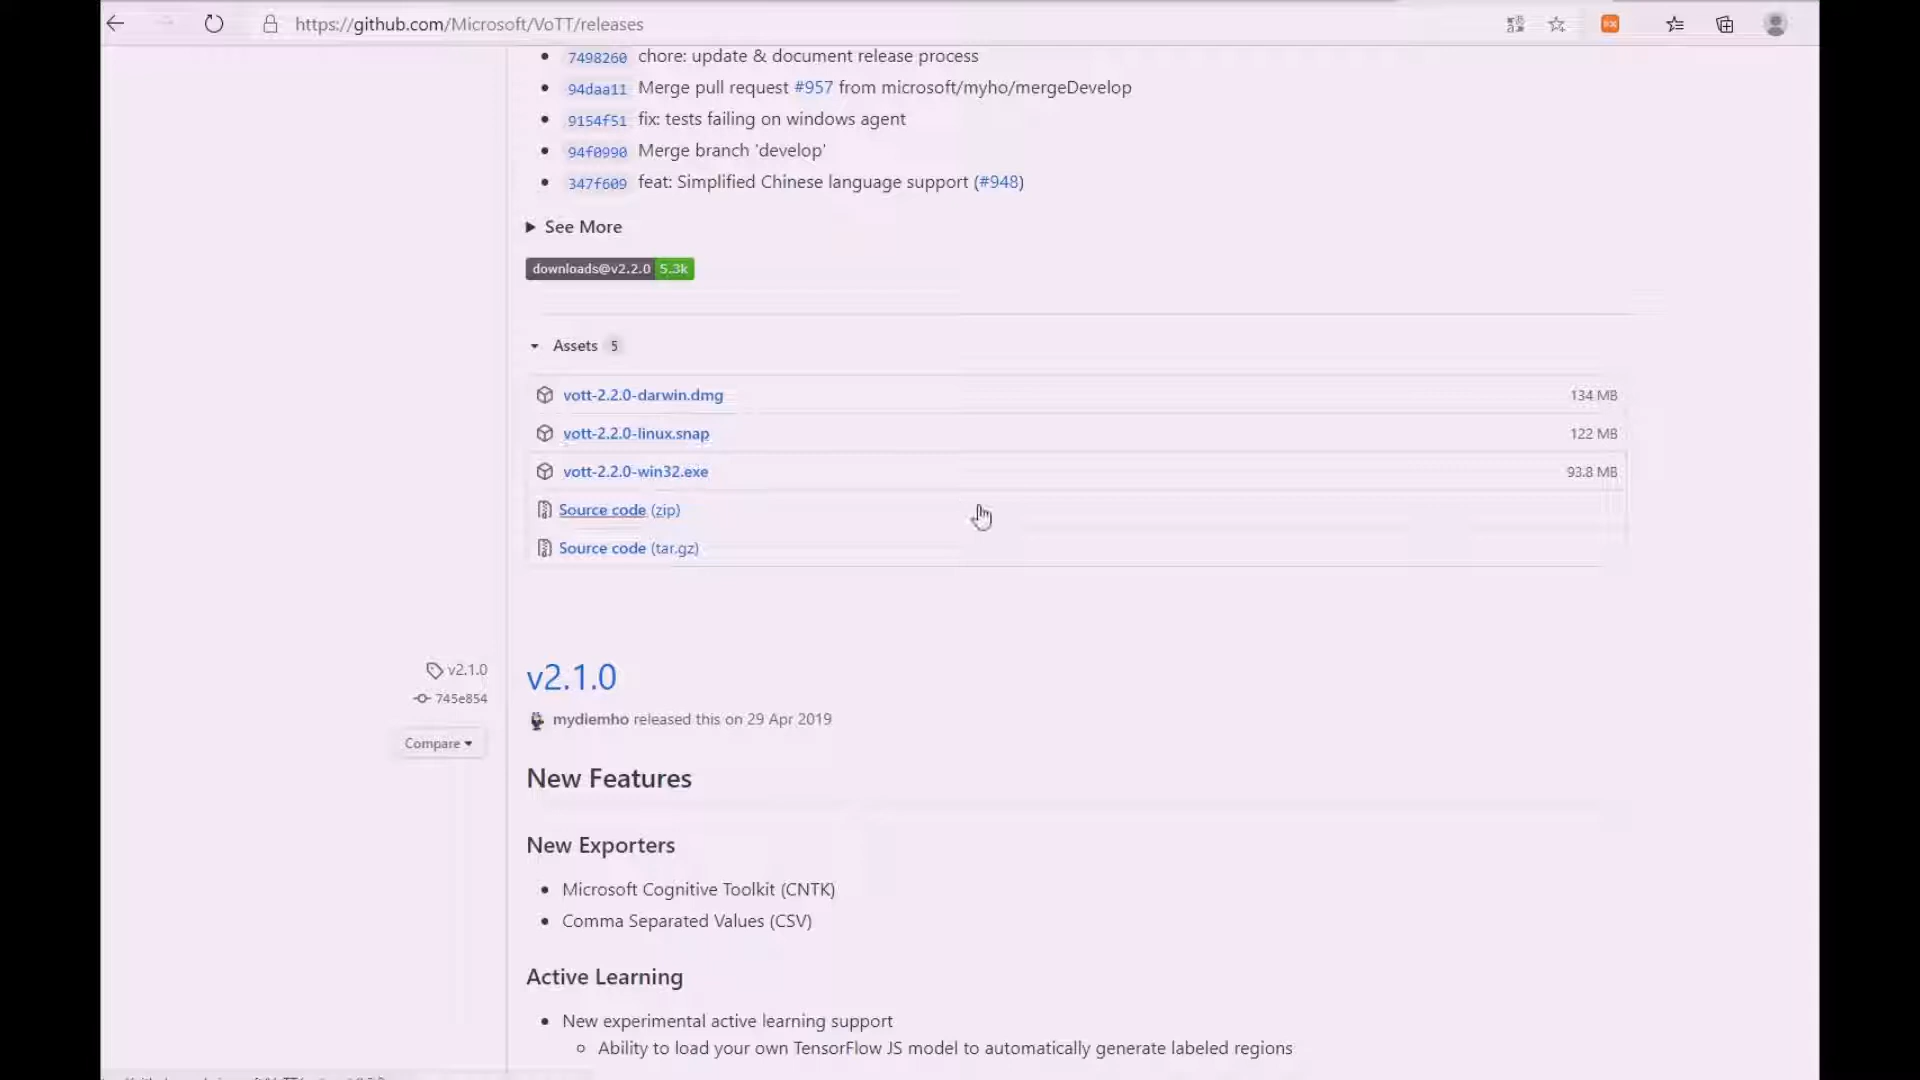 https://github.com/Microsoft/VoTT/releases
7498260 chore: update & document release process
94daa11 Merge pull request #957 from microsoft/myho/mergeDevelop
9154f51 fix: tests failing on windows agent
94f0990 Merge branch 'develop'
347f609 feat: Simplified Chinese language support (#948)
See More
downloads@v2.2.0 5.3k
Assets 5
vott-2.2.0-darwin.dmg 134 MB
vott-2.2.0-linux.snap 122 MB
vott-2.2.0-win32.exe 93.8 MB
Source code (zip)
Source code (tar.gz)
v2.1.0
745e854
Compare
v2.1.0
mydiemho released this on 29 Apr 2019
New Features
New Exporters
Microsoft Cognitive Toolkit (CNTK)
Comma Separated Values (CSV)
Active Learning
New experimental active learning support
Ability to load your own TensorFlow JS model to automatically generate labeled regions